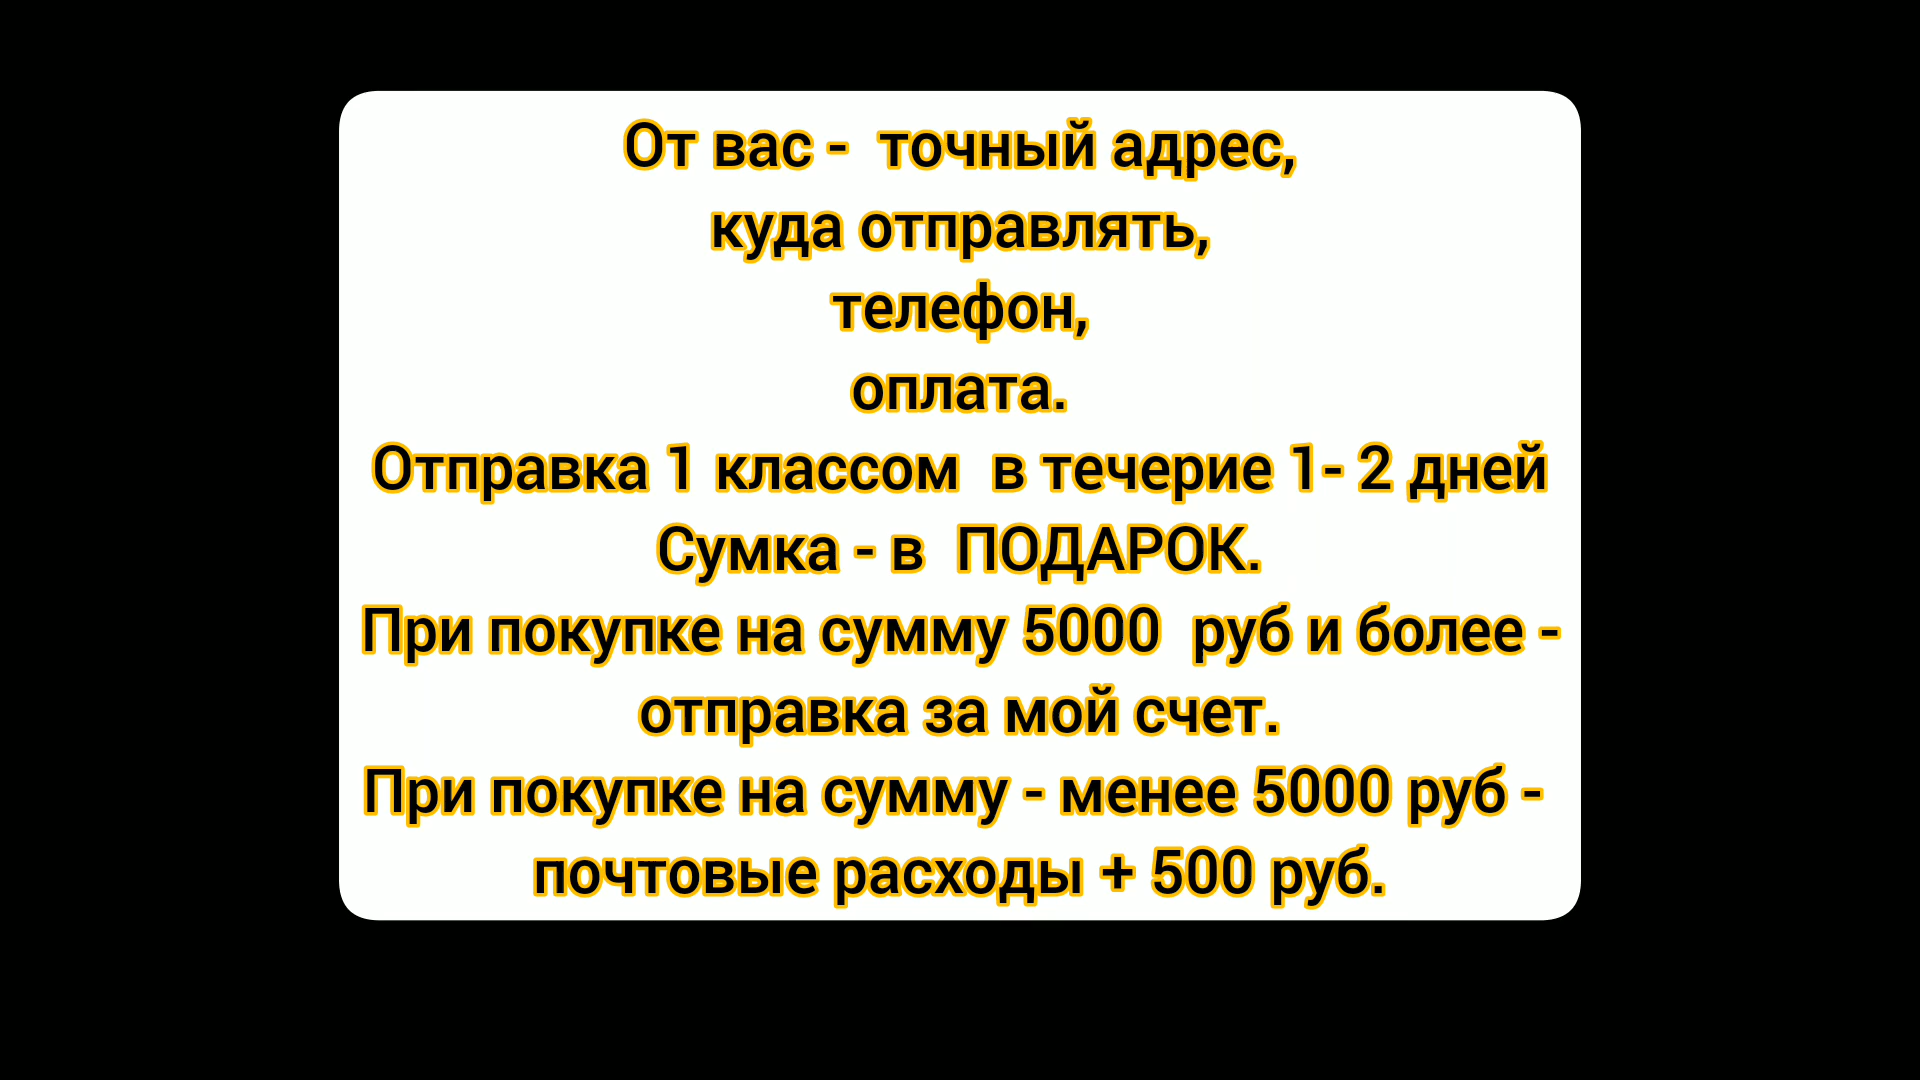 От вас - точный адрес,
куда отправлять,
телефон,
оплата.
Отправка 1 классом в течерие 1- 2 дней
Сумка - в ПОДАРОК.
При покупке на сумму 5000 руб и более -
отправка за мой счет.
При покупке на сумму - менее 5000 руб -
почтовые расходы + 500 руб.